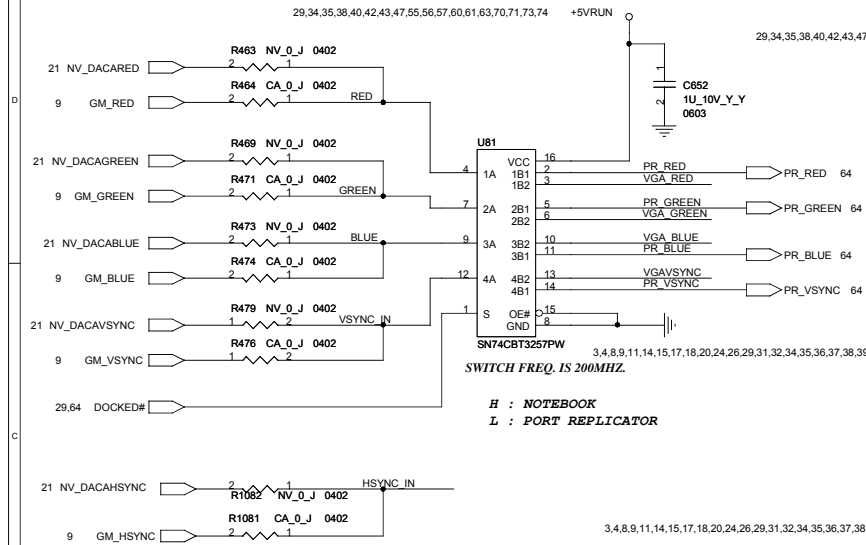 29,34,35,38,40,42,43,47,55,56,57,60,61,63,70,71,73,74 +5VRUN
29,34,35,38,40,42,43,47
R463 NV_0_J 0402
21 NV_DACARED 2 1
R464 CA_0_J 0402
9 GM_RED 2 1 RED
1
C652
1U_10V_Y_Y
2
0603
D
R469 NV_0_J 0402
21 NV_DACAGREEN 2 1
R471 CA_0_J 0402
9 GM_GREEN 2 1 GREEN
R473 NV_0_J 0402
21 NV_DACABLUE 2 1 BLUE
R474 CA_0_J 0402
9 GM_BLUE 2 1
R479 NV_0_J 0402
21 NV_DACAVSYNC 1 2 VSYNC_IN
R476 CA_0_J 0402
9 GM_VSYNC 1 2
29,64 DOCKED#
U81
VCC 16
4 1A 1B1 2 PR_RED PR_RED 64
1B2 3 VGA_RED
7 2A 2B1 5 PR_GREEN PR_GREEN 64
2B2 6 VGA_GREEN
9 3A 3B2 10 VGA_BLUE
3B1 11 PR_BLUE PR_BLUE 64
12 4A 4B2 13 VGAVSYNC
4B1 14 PR_VSYNC PR_VSYNC 64
1 S OE# 15
GND 8
SN74CBT3257PW
3,4,8,9,11,14,15,17,18,20,24,26,29,31,32,34,35,36,37,38,39
SWITCH FREQ. IS 200MHZ.
H : NOTEBOOK
L : PORT REPLICATOR
C
21 NV_DACAHSYNC 2 1 HSYNC_IN
R1082 NV_0_J 0402
R1081 CA_0_J 0402
9 GM_HSYNC 2 1
3,4,8,9,11,14,15,17,18,20,24,26,29,31,32,34,35,36,37,38